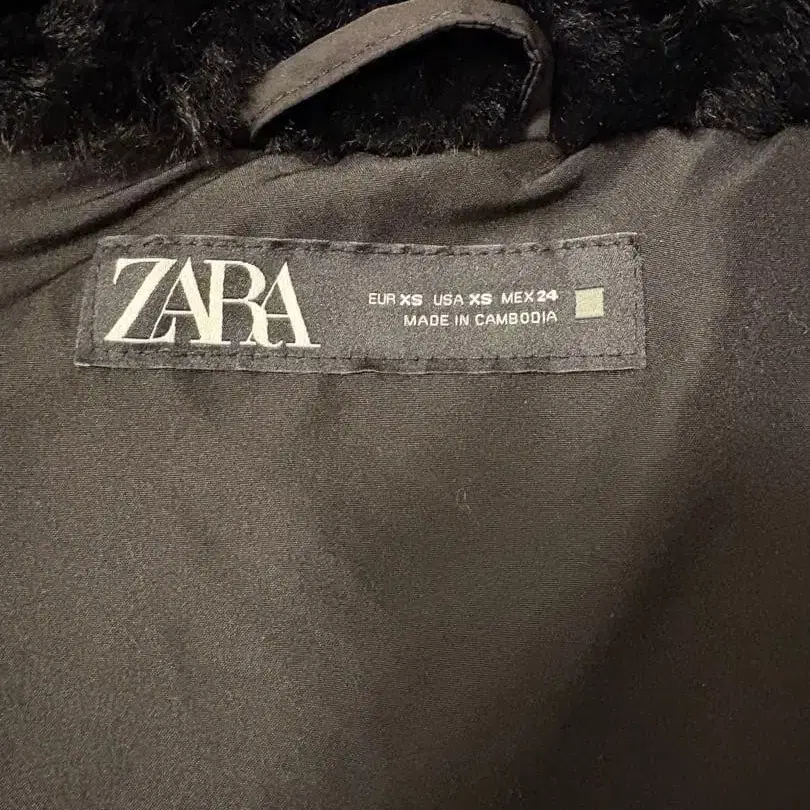 ZARA
EUR XS USA XS MEX 24
MADE IN CAMBODIA